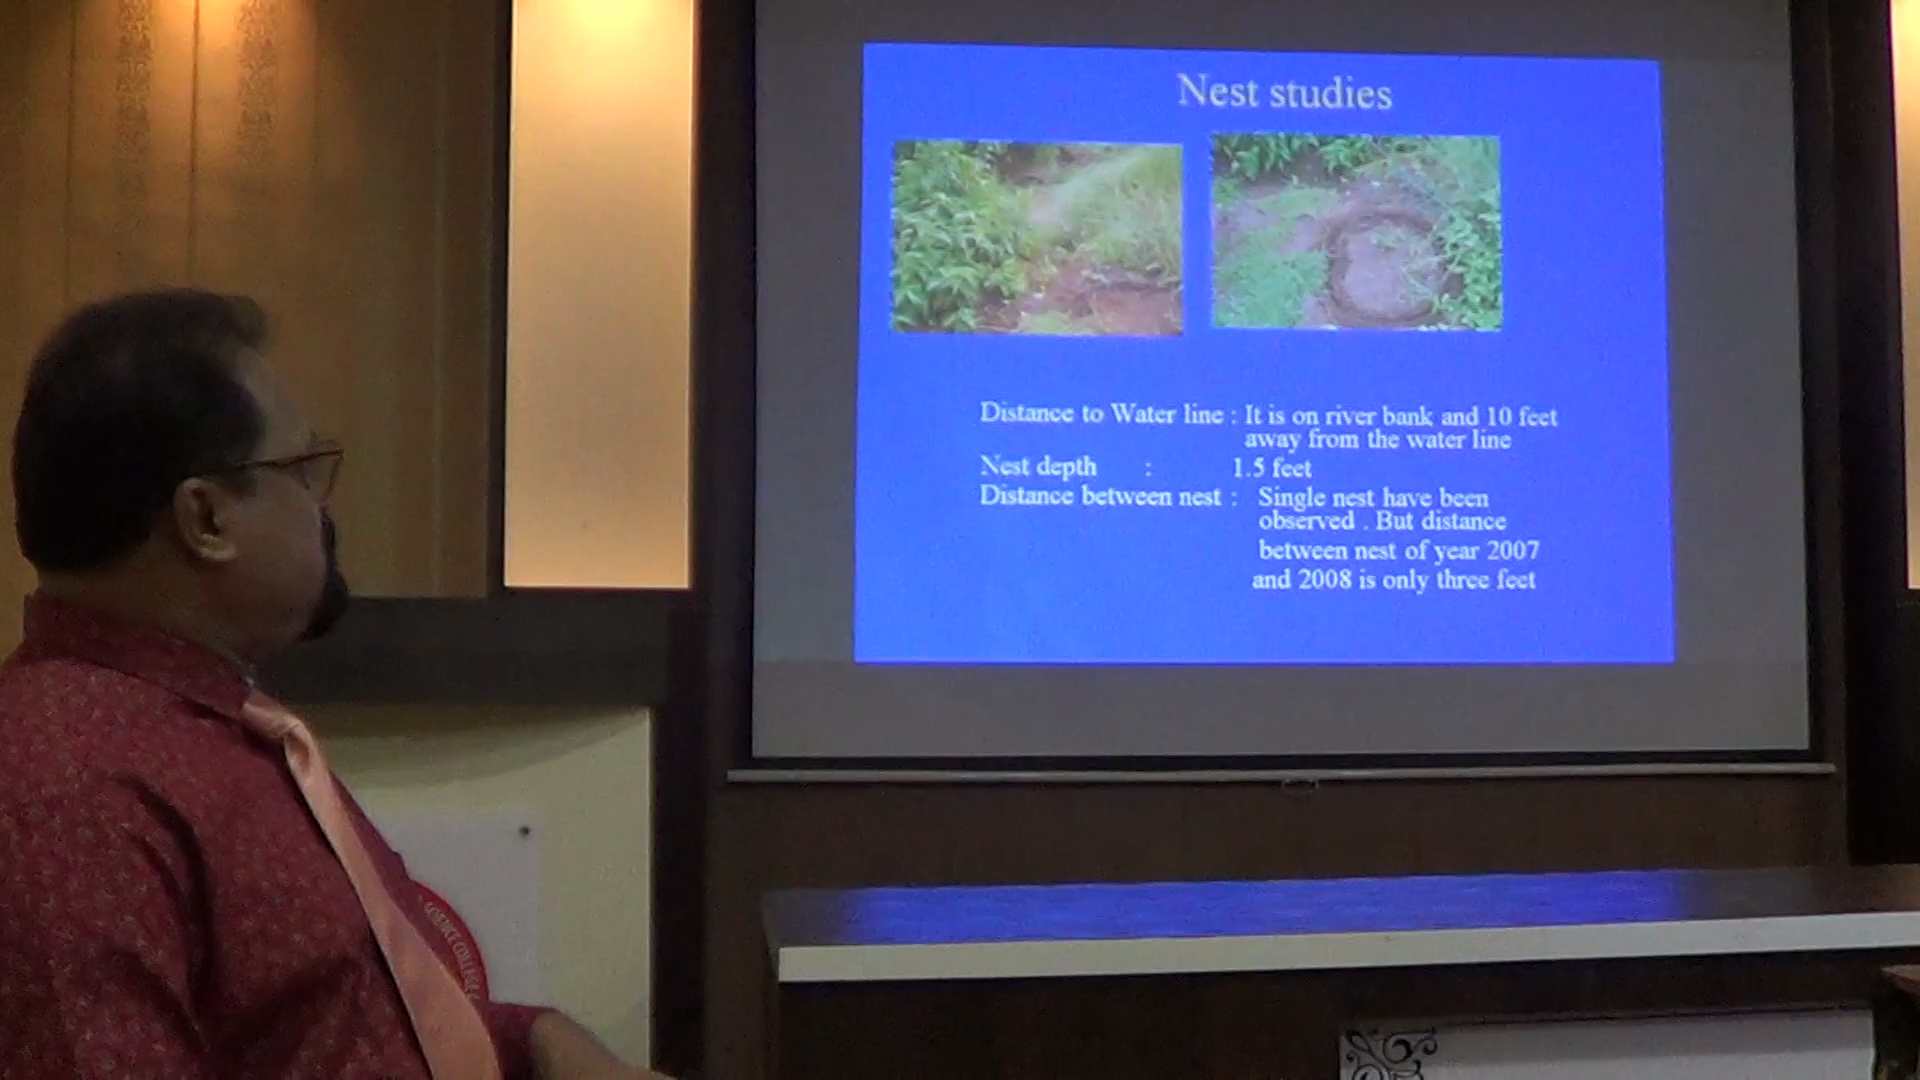 Nest studies
Distance to Water line : It is on river bank and 10 feet
away from the water line
Nest depth : 1.5 feet
Distance between nest : Single nest have been
observed . But distance
between nest of year 2007
and 2008 is only three feet
SCIENCE COLLEGE